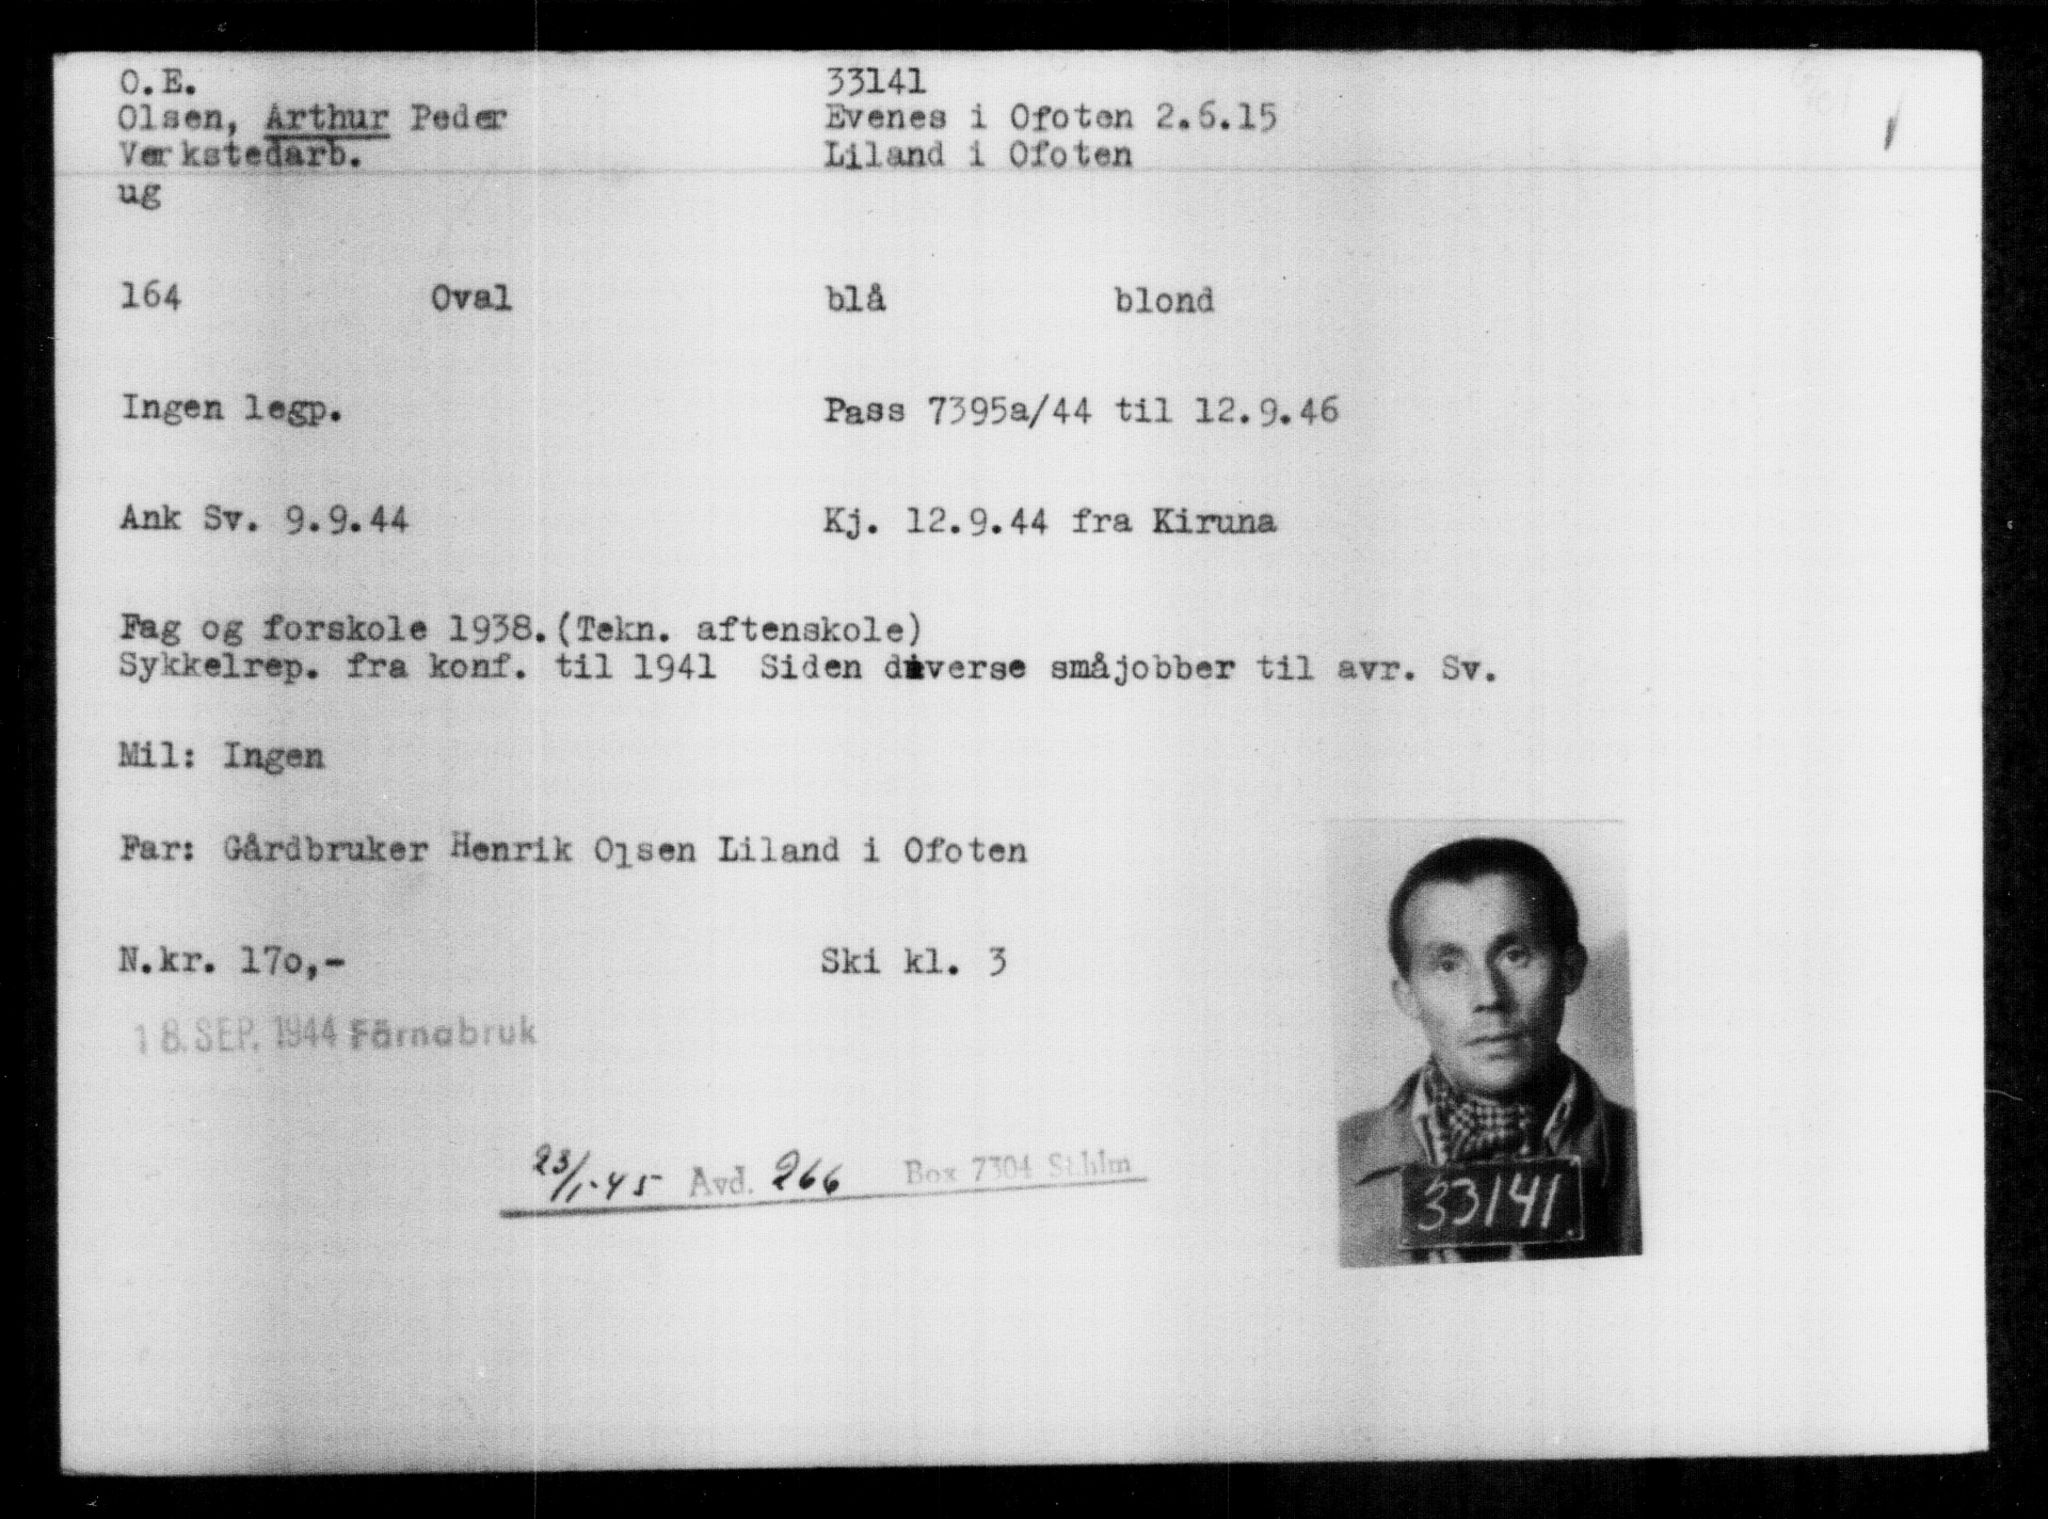 O.E. 33141
Olsen, Arthur Peder Evenes i Ofoten 2.6.15
Verkstedarb. Liland i Ofoten
ug
164 Oval blå blond
Ingen legp. Pass 7395a/44 til 12.9.46
Ank Sv. 9.9.44 Kj. 12.9.44 fra Kiruna
Fag og forskole 1938.(Tekn. aftenskole)
Sykkelrep. fra konf. til 1941 Siden diverse småjobber til avr. Sv.
Mil: Ingen
Far: Gårdbruker Henrik Olsen Liland i Ofoten
N.kr. 170,- Ski kl. 3
18. SEP. 1944 Färnabruk
23/1-45 Avd. 266 Box 7304 Sthlm
33141